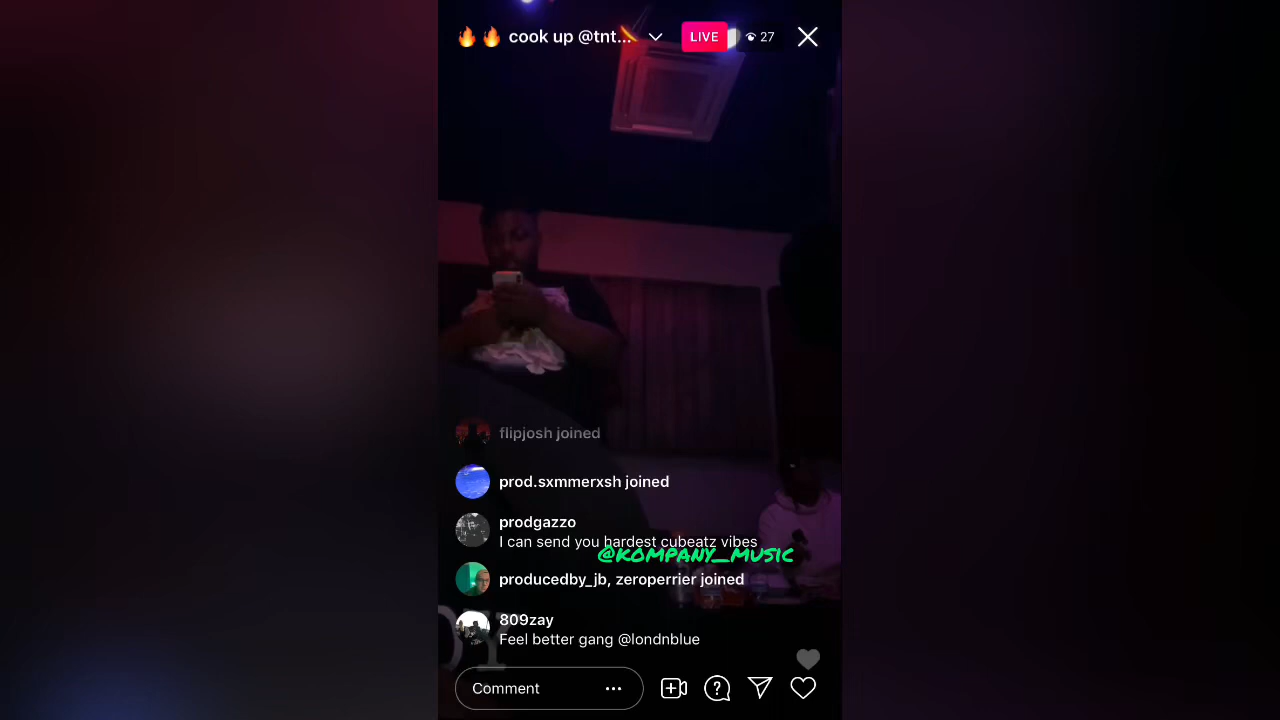 🔥🔥 cook up @tnt...
LIVE
27
flipjosh joined
prod.sxmmerxsh joined
prodgazzo
I can send you hardest cubeatz vibes
@KOMPANY_MUSIC
producedby_jb, zeroperrier joined
809zay
Feel better gang @londnblue
Comment